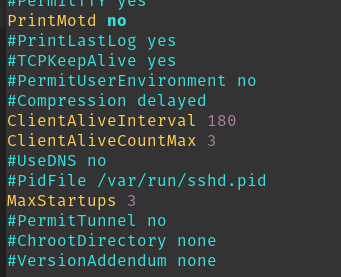 #PermitTTY yes
PrintMotd no
#PrintLastLog yes
#TCPKeepAlive yes
#PermitUserEnvironment no
#Compression delayed
ClientAliveInterval 180
ClientAliveCountMax 3
#UseDNS no
#PidFile /var/run/sshd.pid
MaxStartups 3
#PermitTunnel no
#ChrootDirectory none
#VersionAddendum none